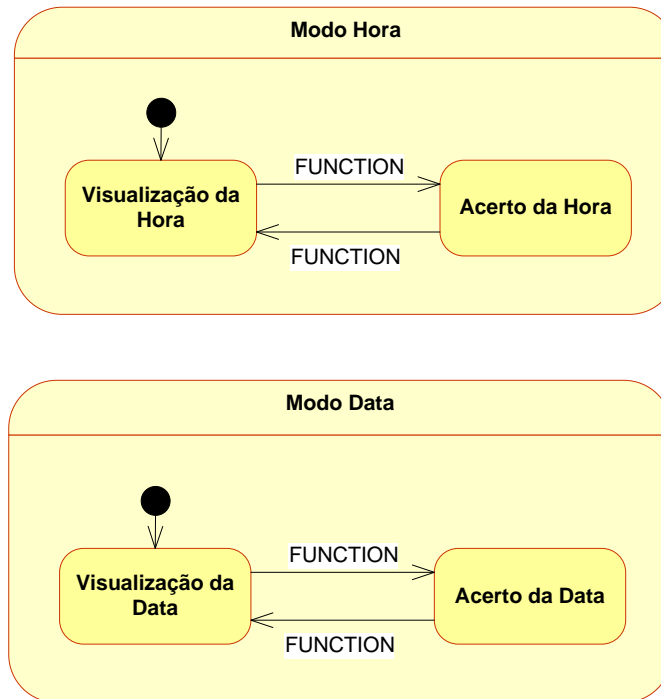 Modo Hora
FUNCTION
Visualização da
Hora
Acerto da Hora
FUNCTION
Modo Data
FUNCTION
Visualização da
Data
Acerto da Data
FUNCTION